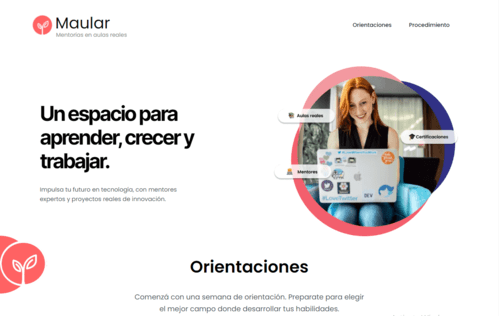 Maular
Mentorías en aulas reales
Orientaciones
Procedimiento
Un espacio para
aprender, crecer y
trabajar.
Impulsa tu futuro en tecnología, con mentores
expertos y proyectos reales de innovación.
Aulas reales
Certificaciones
Mentores
DEV
Orientaciones
Comenzá con una semana de orientación. Preparate para elegir
el mejor campo donde desarrollar tus habilidades.